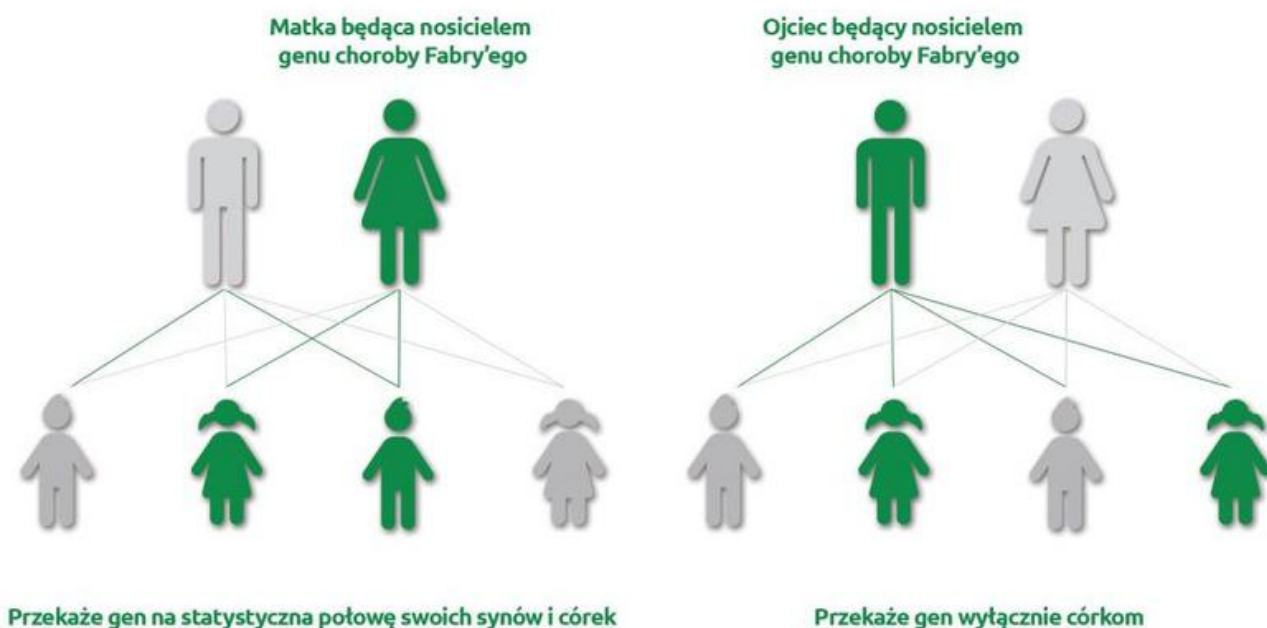 Matka będąca nosicielem
genu choroby Fabry'ego
Ojciec będący nosicielem
genu choroby Fabry'ego
Przekaże gen na statystyczna połowę swoich synów i córek
Przekaże gen wyłącznie córkom